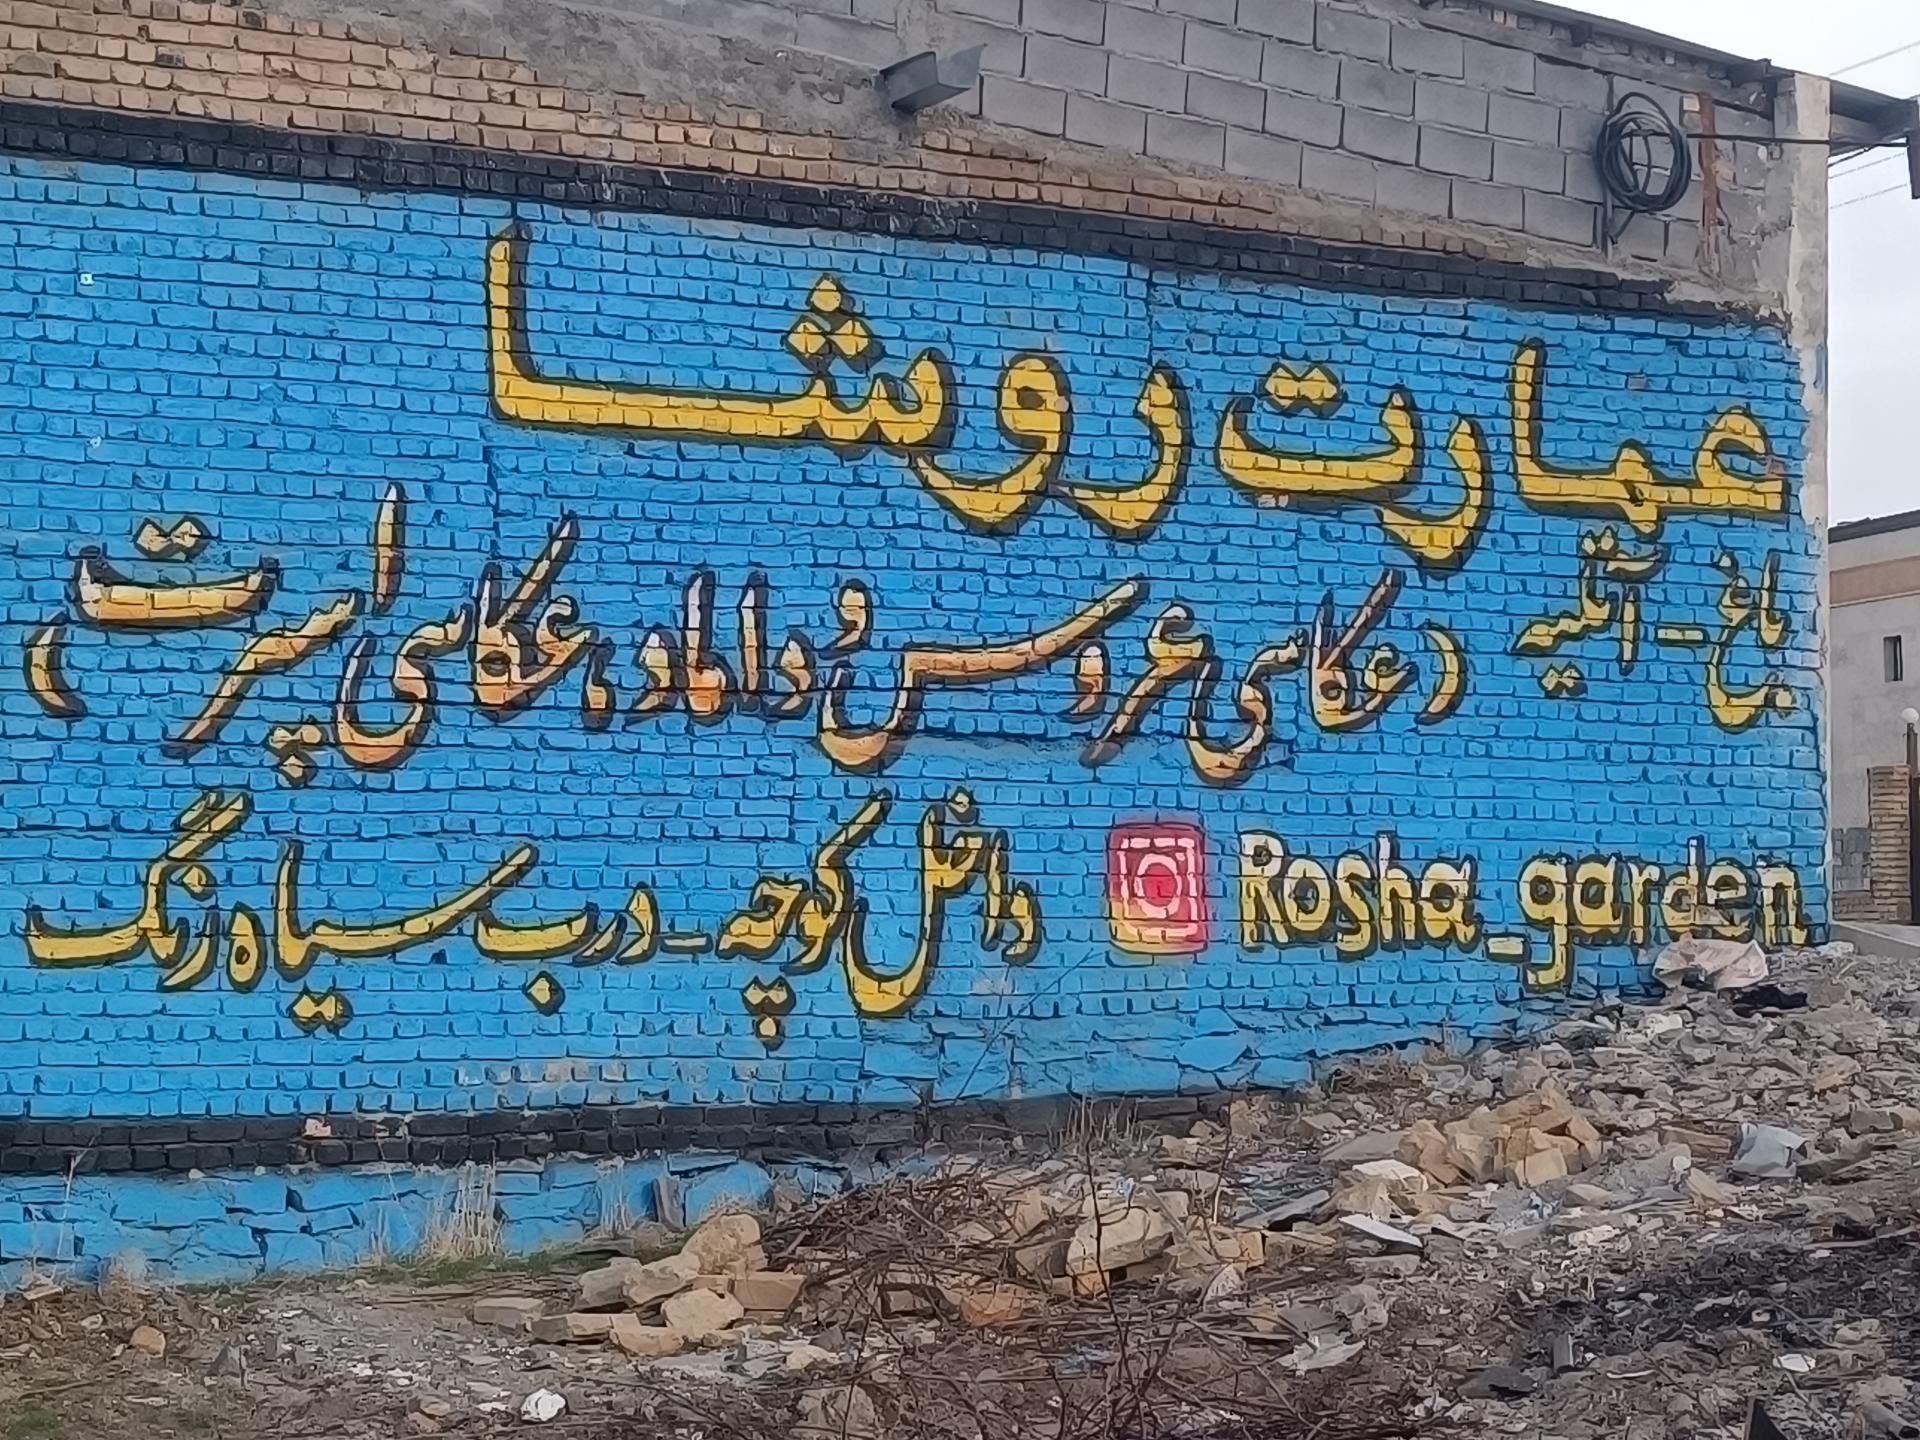 عمارت روشا
باغ - آتلیه
(عکاسی عروس و داماد، عکاسی اسپرت)
Rosha_garden
داخل کوچه - درب سیاه رنگ